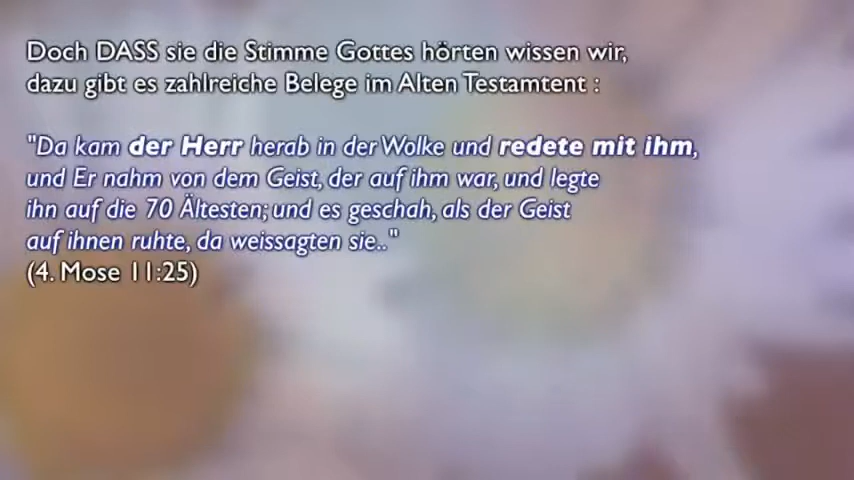 Doch DASS sie die Stimme Gottes hörten wissen wir,
dazu gibt es zahlreiche Belege im Alten Testamtent :
"Da kam der Herr herab in der Wolke und redete mit ihm,
und Er nahm von dem Geist, der auf ihm war, und legte
ihn auf die 70 Ältesten; und es geschah, als der Geist
auf ihnen ruhte, da weissagten sie.."
(4. Mose 11:25)